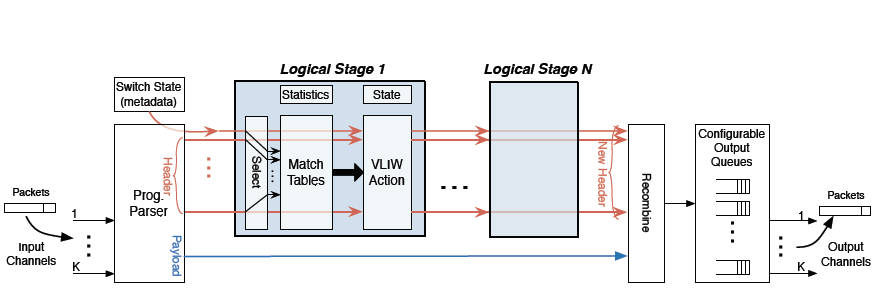 Logical Stage 1
Logical Stage N
Switch State
(metadata)
Statistics
State
Configurable
Output
Queues
Header
Select
Match
Tables
VLIW
Action
New Header
Recombine
Packets
Prog.
Parser
1
Input
Channels
K
Payload
Packets
1
Output
Channels
K